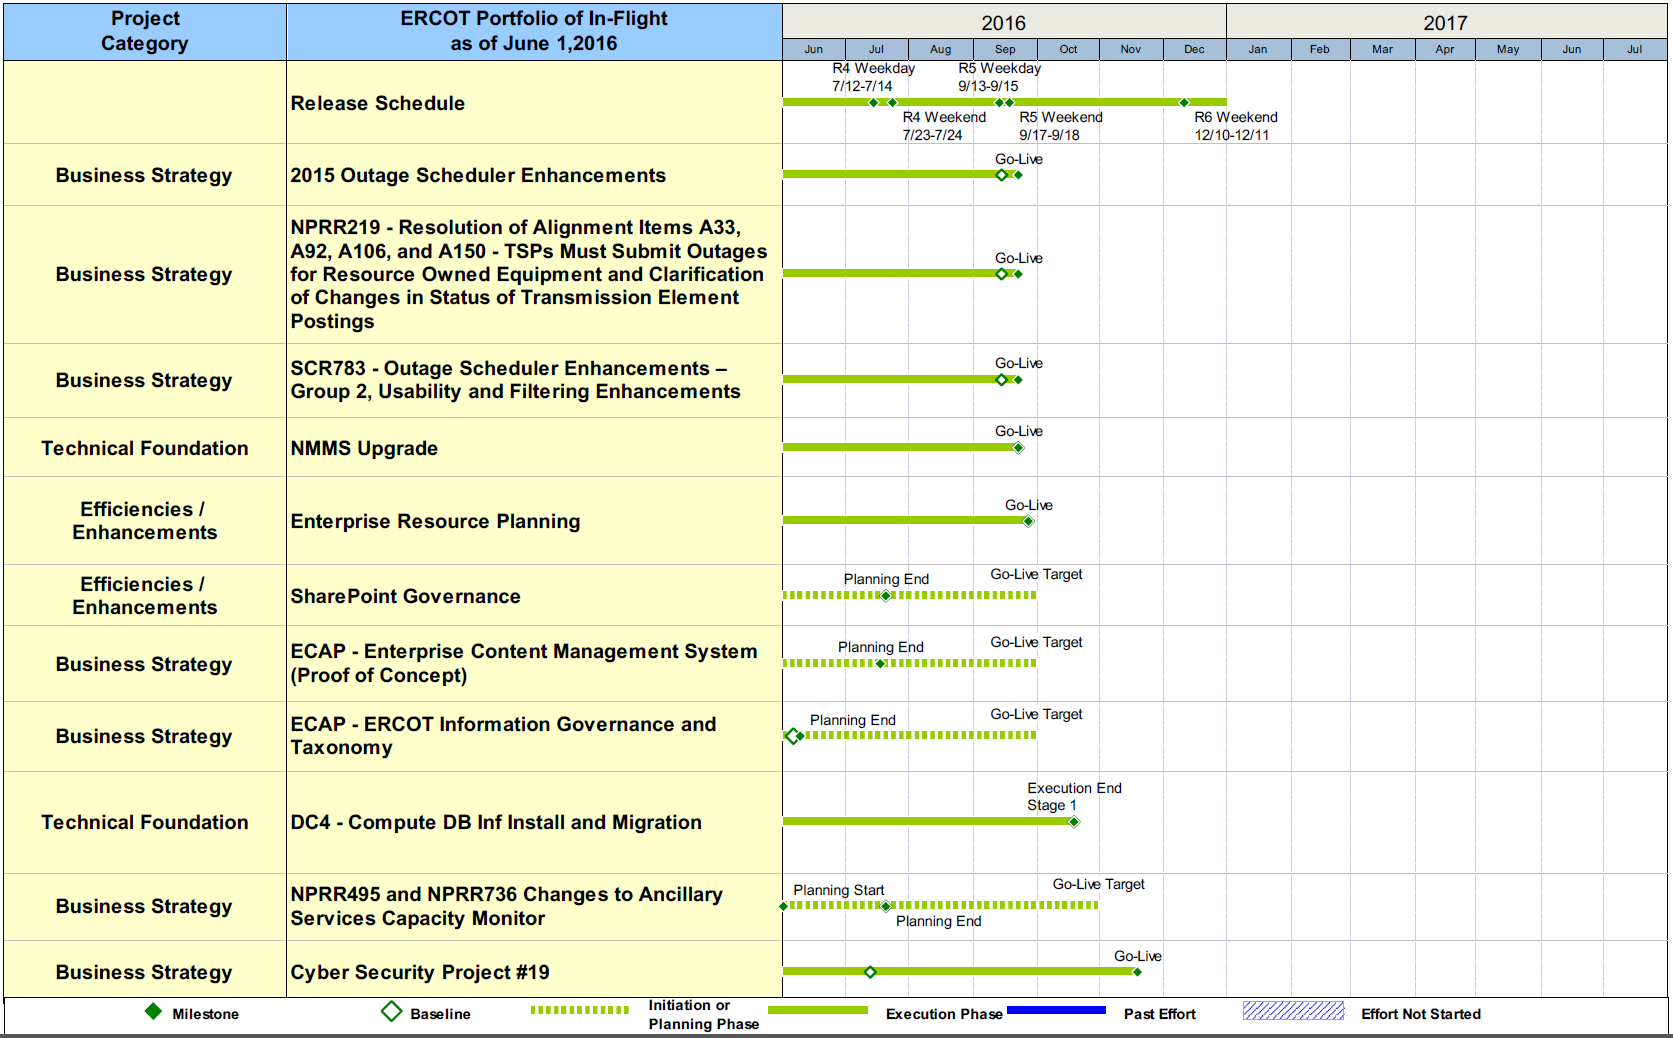 Project
Category
ERCOT Portfolio of In-Flight
as of June 1,2016
2016
2017
Jun
Jul
Aug
Sep
Oct
Nov
Dec
Jan
Feb
Mar
Apr
May
Jun
Jul
Release Schedule
R4 Weekday
7/12-7/14
R5 Weekday
9/13-9/15
R4 Weekend
7/23-7/24
R5 Weekend
9/17-9/18
R6 Weekend
12/10-12/11
Business Strategy
2015 Outage Scheduler Enhancements
Go-Live
Business Strategy
NPRR219 - Resolution of Alignment Items A33,
A92, A106, and A150 - TSPs Must Submit Outages
for Resource Owned Equipment and Clarification
of Changes in Status of Transmission Element
Postings
Go-Live
Business Strategy
SCR783 - Outage Scheduler Enhancements –
Group 2, Usability and Filtering Enhancements
Go-Live
Technical Foundation
NMMS Upgrade
Go-Live
Efficiencies /
Enhancements
Enterprise Resource Planning
Go-Live
Efficiencies /
Enhancements
SharePoint Governance
Planning End
Go-Live Target
Business Strategy
ECAP - Enterprise Content Management System
(Proof of Concept)
Planning End
Go-Live Target
Business Strategy
ECAP - ERCOT Information Governance and
Taxonomy
Planning End
Go-Live Target
Technical Foundation
DC4 - Compute DB Inf Install and Migration
Execution End
Stage 1
Business Strategy
NPRR495 and NPRR736 Changes to Ancillary
Services Capacity Monitor
Planning Start
Go-Live Target
Planning End
Business Strategy
Cyber Security Project #19
Go-Live
Milestone
Baseline
Initiation or
Planning Phase
Execution Phase
Past Effort
Effort Not Started